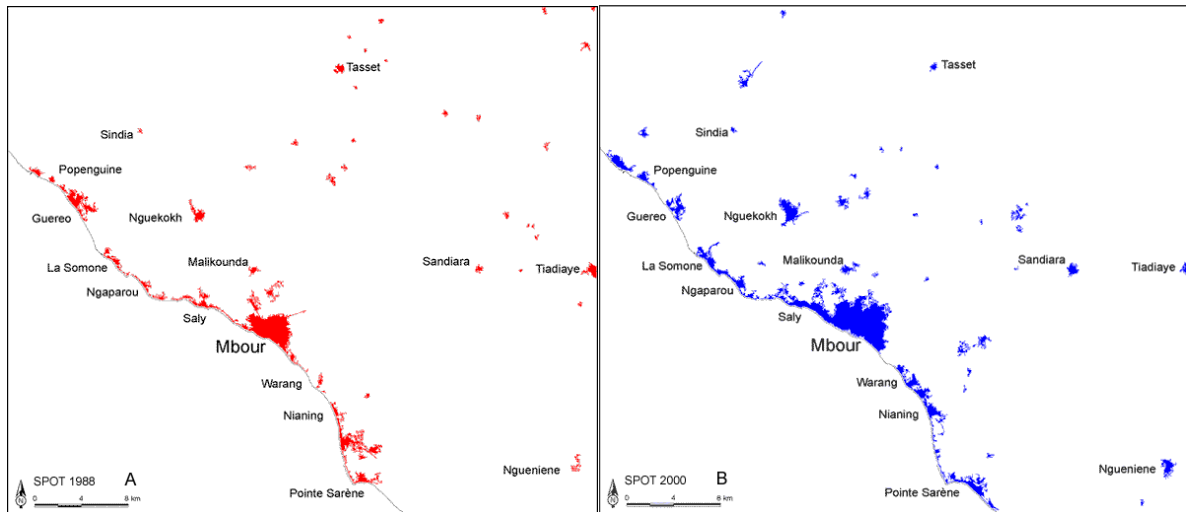 Tasset
Sindia
Popenguine
Guereo
Nguekokh
La Somone
Malikounda
Sandiara
Tiadiaye
Ngaparou
Saly
Mbour
Warang
Nianing
Ngueniene
SPOT 1988
A
Pointe Sarène
N
0 4 8 km
Tasset
Sindia
Popenguine
Guereo
Nguekokh
La Somone
Malikounda
Sandiara
Tiadiaye
Ngaparou
Saly
Mbour
Warang
Nianing
Ngueniene
SPOT 2000
B
Pointe Sarène
N
0 4 8 km